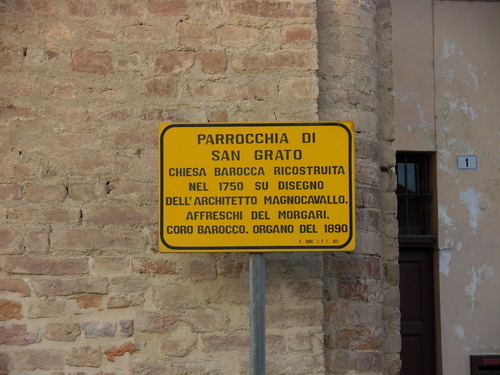 PARROCCHIA DI
SAN GRATO
CHIESA BAROCCA RICOSTRUITA
NEL 1750 SU DISEGNO
DELL'ARCHITETTO MAGNOCAVALLO.
AFFRESCHI DEL MORGARI.
CORO BAROCCO. ORGANO DEL 1890
1